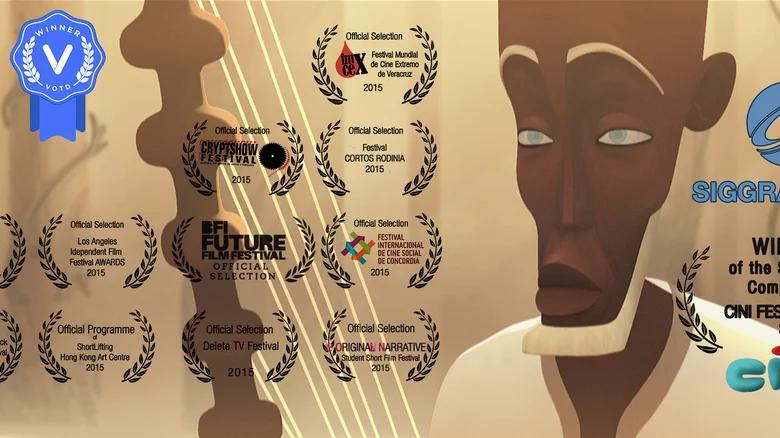 WINNER
V
VOTD
Official Selection
Festival Mundial
de Cine Extremo
de Veracruz
2015
Official Selection
CRYPTSHOW
FESTIVAL
2015
Official Selection
Festival
CORTOS RODINIA
2015
Official Selection
Los Angeles
Idependent Film
Festival AWARDS
2015
BFI
FUTURE
FILM FESTIVAL
OFFICIAL
SELECTION
Official Selection
FESTIVAL
INTERNACIONAL
DE CINE SOCIAL
DE CONCORDIA
2015
Official Programme
of
ShortLifting
Hong Kong Art Centre
2015
Official Selection
Delete TV Festival
2015
Official Selection
ORIGINAL NARRATIVE
Student Short Film Festival
2015
SIGGRA
WI
of the S
Com
CINI FES
ci